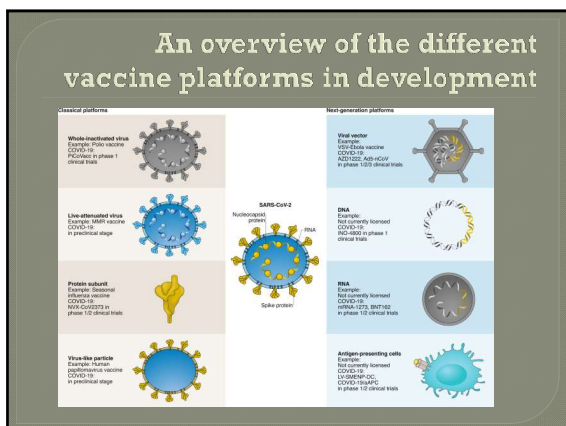 An overview of the different
vaccine platforms in development
Classical platforms
Whole-inactivated virus
Example: Polio vaccine
COVID-19:
PiCoVacc in phase 1
clinical trials
Live-attenuated virus
Example: MMR vaccine
COVID-19:
in preclinical stage
Protein subunit
Example: Seasonal
influenza vaccine
COVID-19:
NVX-CoV2373 in
phase 1/2 clinical trials
Virus-like particle
Example: Human
papillomavirus vaccine
COVID-19:
in preclinical stage
SARS-CoV-2
Nucleocapsid
protein
RNA
Spike protein
Next-generation platforms
Viral vector
Example:
VSV-Ebola vaccine
COVID-19:
AZD1222, Ad5-nCoV
in phase 1/2/3 clinical trials
DNA
Example:
Not currently licensed
COVID-19:
INO-4800 in phase 1
clinical trials
RNA
Example:
Not currently licensed
COVID-19:
mRNA-1273, BNT162
in phase 1/2 clinical trials
Antigen-presenting cells
Example:
Not currently licensed
COVID-19:
LV-SMENP-DC,
COVID-19/aAPC
in phase 1/2 clinical trials